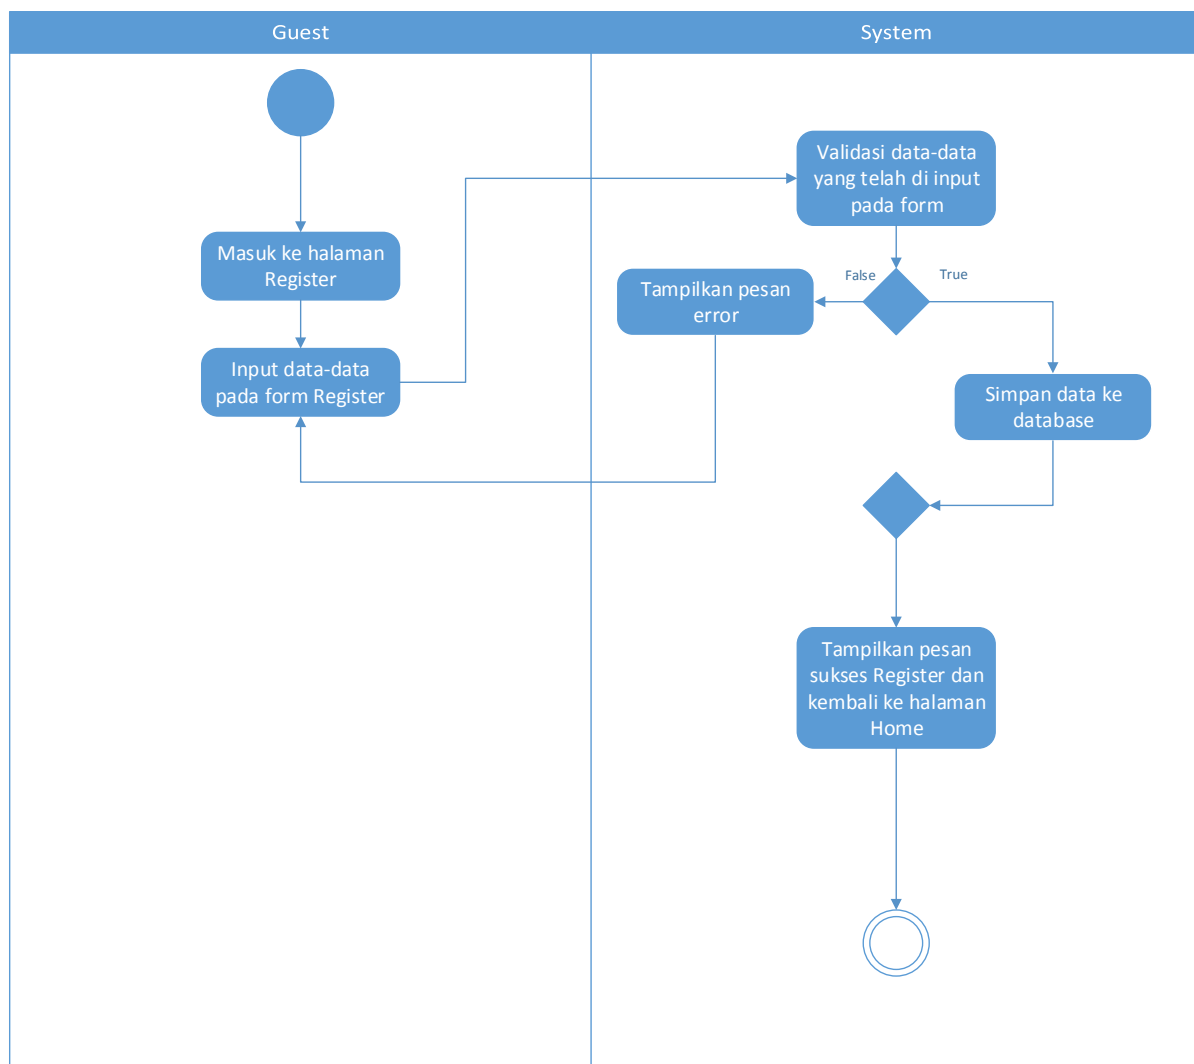 Guest
System
Validasi data-data
yang telah di input
pada form
Masuk ke halaman
Register
False
True
Tampilkan pesan
error
Input data-data
pada form Register
Simpan data ke
database
Tampilkan pesan
sukses Register dan
kembali ke halaman
Home